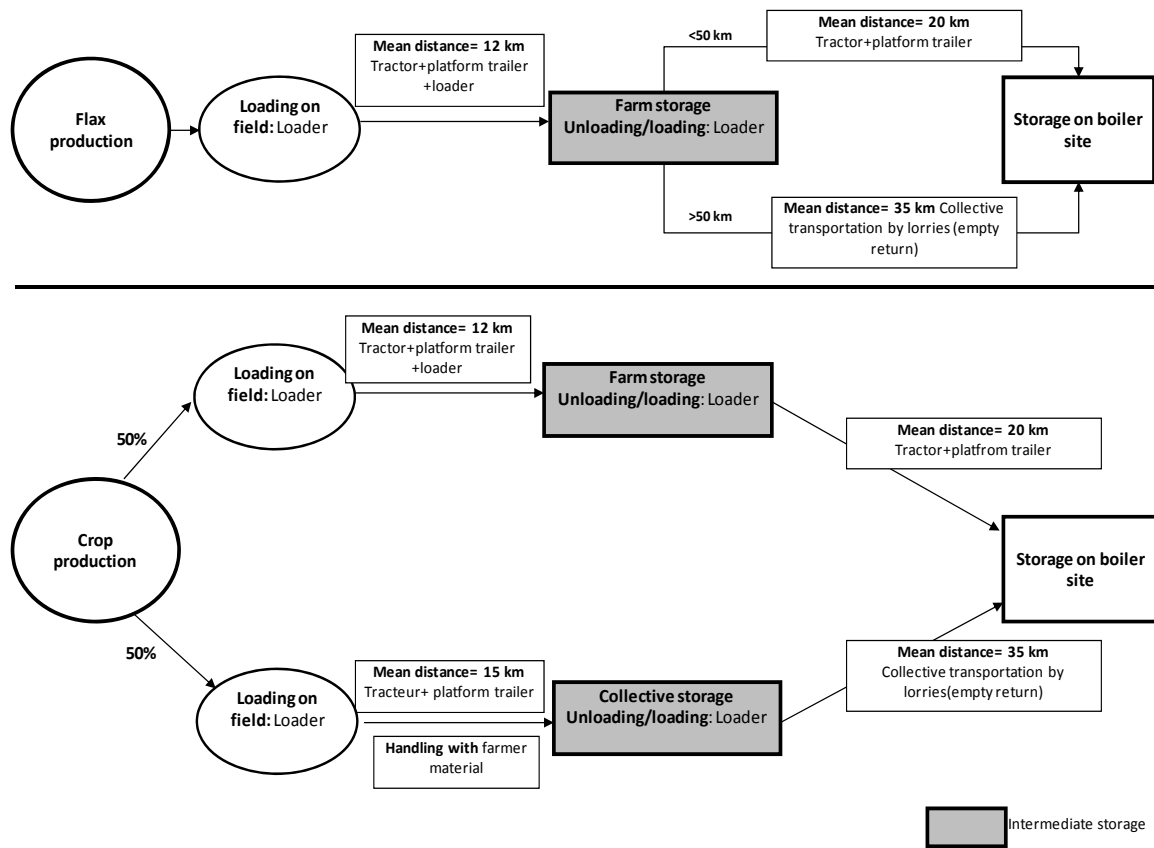 Mean distance= 20 km
Tractor+platform trailer
<50 km
Mean distance= 12 km
Tractor+platform trailer
+loader
Flax
production
Loading on
field: Loader
Farm storage
Unloading/loading: Loader
Storage on boiler
site
>50 km
Mean distance= 35 km Collective
transportation by lorries (empty
return)
Mean distance= 12 km
Tractor+platform trailer
+loader
Loading on
field: Loader
Farm storage
Unloading/loading: Loader
50%
Mean distance= 20 km
Tractor+platfrom trailer
Crop
production
Storage on boiler
site
50%
Mean distance= 15 km
Tracteur+ platform trailer
Loading on
field: Loader
Collective storage
Unloading/loading: Loader
Mean distance= 35 km
Collective transportation by
lorries(empty return)
Handling with farmer
material
Intermediate storage